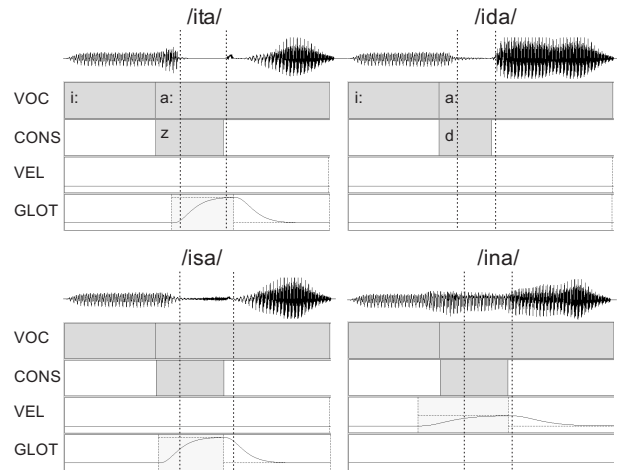 /ita/ /ida/
VOC i: a: i: a:
CONS z d
VEL
GLOT
/isa/ /ina/
VOC
CONS
VEL
GLOT